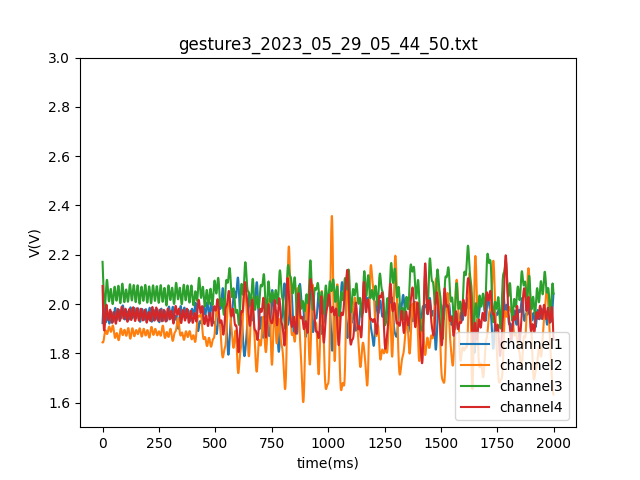 gesture3_2023_05_29_05_44_50.txt
3.0
2.8
2.6
2.4
2.2
2.0
1.8
1.6
V(V)
channel1
channel2
channel3
channel4
0 250 500 750 1000 1250 1500 1750 2000
time(ms)